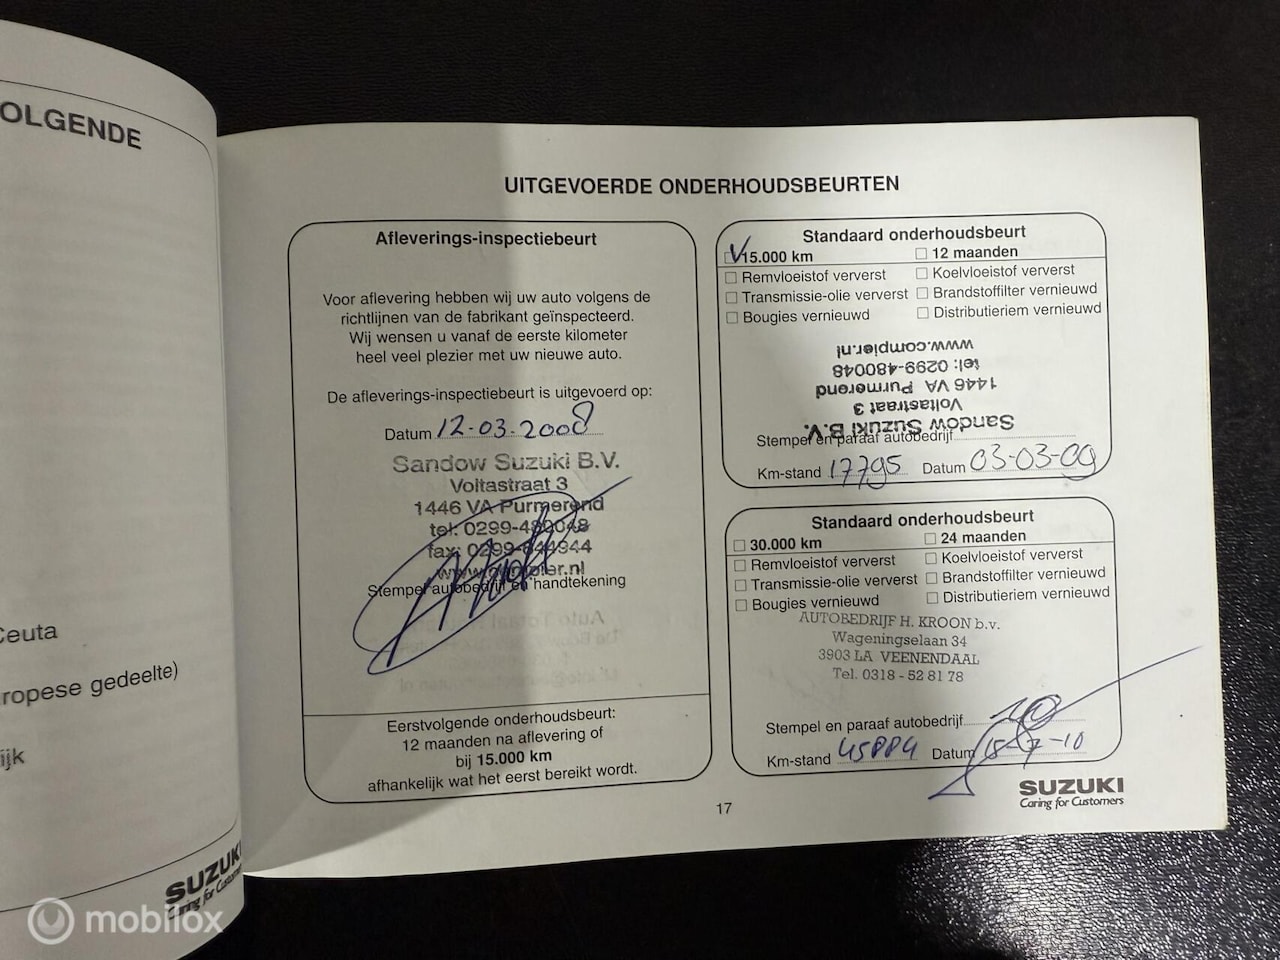 OLGENDE
Ceuta
ropese gedeelte)
ijk
SUZUKI
Caring for Customers
UITGEVOERDE ONDERHOUDSBEURTEN
Afleverings-inspectiebeurt
Voor aflevering hebben wij uw auto volgens de
richtlijnen van de fabrikant geïnspecteerd.
Wij wensen u vanaf de eerste kilometer
heel veel plezier met uw nieuwe auto.
De afleverings-inspectiebeurt is uitgevoerd op:
Datum 12-03-2008
Sandow Suzuki B.V.
Voltastraat 3
1446 VA Purmerend
tel: 0299-480048
fax: 0299-644944
Stempel autobedrijf en handtekening
Eerstvolgende onderhoudsbeurt:
12 maanden na aflevering of
bij 15.000 km
afhankelijk wat het eerst bereikt wordt.
Standaard onderhoudsbeurt
15.000 km 12 maanden
Remvloeistof ververst Koelvloeistof ververst
Transmissie-olie ververst Brandstoffilter vernieuwd
Bougies vernieuwd Distributieriem vernieuwd
Sandow Suzuki B.V.
Voltastraat 3
1446 VA Purmerend
tel: 0299-480048
www.compier.nl
Stempel en paraaf autobedrijf
Km-stand 17795 Datum 03-03-09
Standaard onderhoudsbeurt
30.000 km 24 maanden
Remvloeistof ververst Koelvloeistof ververst
Transmissie-olie ververst Brandstoffilter vernieuwd
Bougies vernieuwd Distributieriem vernieuwd
AUTOBEDRIJF H. KROON b.v.
Wageningselaan 34
3903 LA VEENENDAAL
Tel. 0318 - 52 81 78
Stempel en paraaf autobedrijf
Km-stand 45884 Datum 15-7-10
SUZUKI
Caring for Customers
17
mobilox